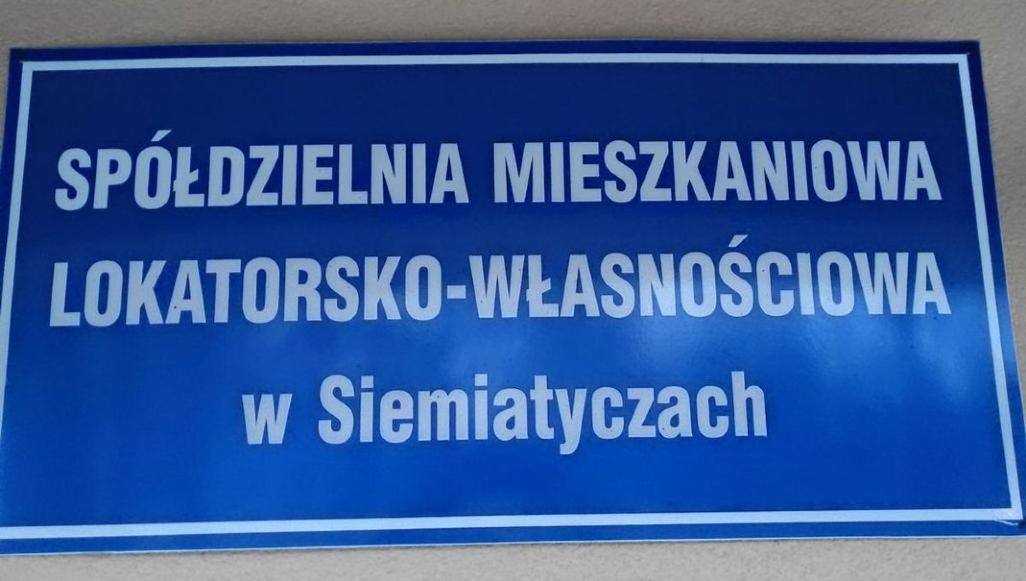 SPÓŁDZIELNIA MIESZKANIOWA
LOKATORSKO-WŁASNOŚCIOWA
w Siemiatyczach